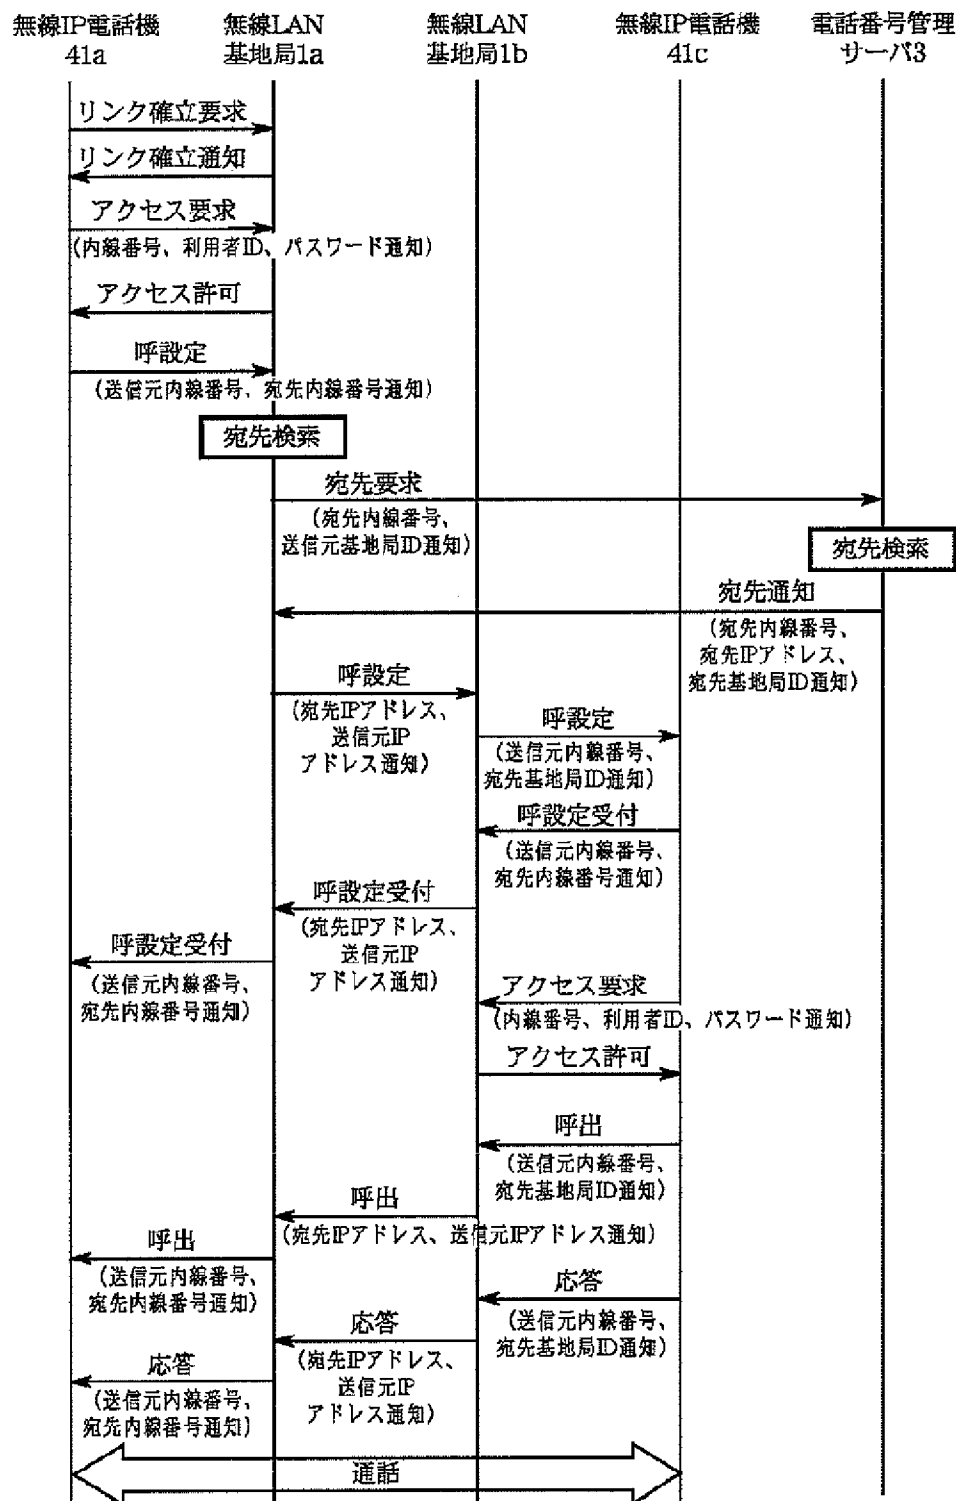 無線IP電話機
41a
無線LAN
基地局1a
無線LAN
基地局1b
無線IP電話機
41c
電話番号管理
サーバ3
リンク確立要求
リンク確立通知
アクセス要求
(内線番号、利用者ID、パスワード通知)
アクセス許可
呼設定
(送信元内線番号、宛先内線番号通知)
宛先検索
宛先要求
(宛先内線番号、
送信元基地局ID通知)
宛先検索
宛先通知
(宛先内線番号、
宛先IPアドレス、
宛先基地局ID通知)
呼設定
(宛先IPアドレス、
送信元IP
アドレス通知)
呼設定
(送信元内線番号、
宛先基地局ID通知)
呼設定受付
(送信元内線番号、
宛先内線番号通知)
呼設定受付
(宛先IPアドレス、
送信元IP
アドレス通知)
呼設定受付
(送信元内線番号、
宛先内線番号通知)
アクセス要求
(内線番号、利用者ID、パスワード通知)
アクセス許可
呼出
(送信元内線番号、
宛先基地局ID通知)
呼出
(宛先IPアドレス、送信元IPアドレス通知)
呼出
(送信元内線番号、
宛先内線番号通知)
応答
(送信元内線番号、
宛先基地局ID通知)
応答
(宛先IPアドレス、
送信元IP
アドレス通知)
応答
(送信元内線番号、
宛先内線番号通知)
通話